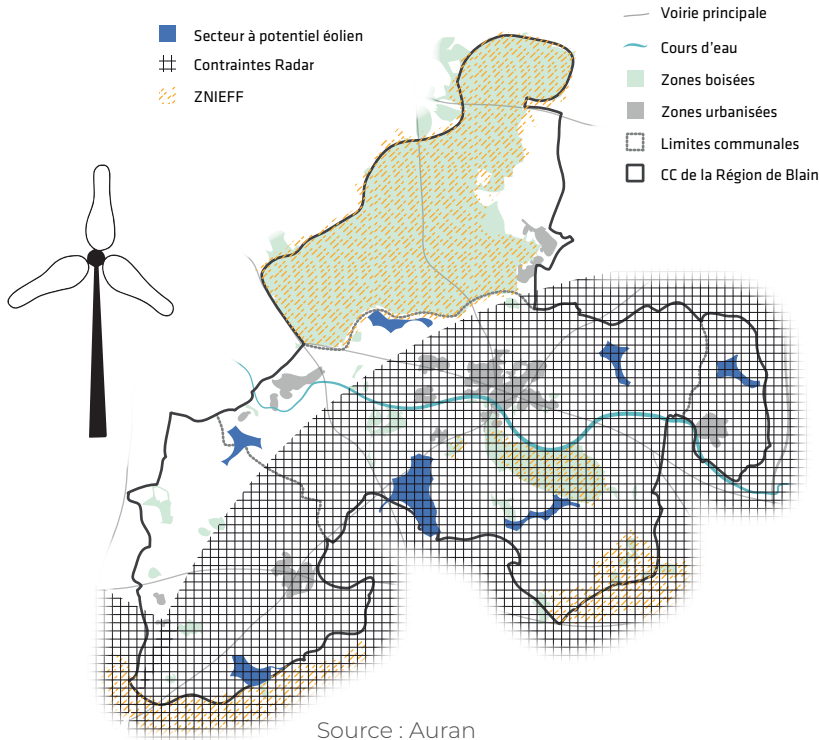 Secteur à potentiel éolien
Contraintes Radar
ZNIEFF
Voirie principale
Cours d'eau
Zones boisées
Zones urbanisées
Limites communales
CC de la Région de Blain
Source : Auran